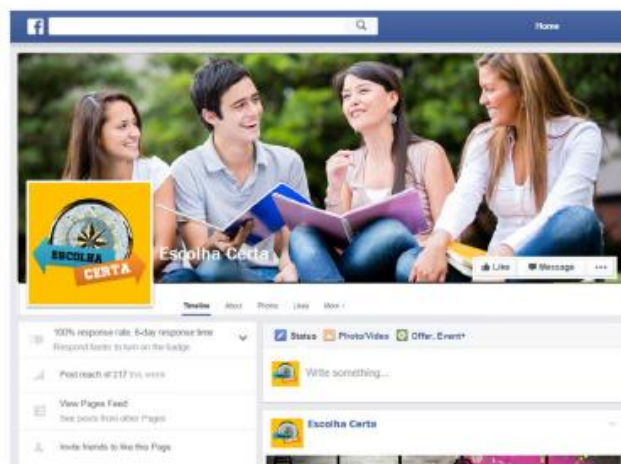 f
Home
ESCOLHA
CERTA
Escolha Certa
Like
Message
Timeline
About
Photos
Likes
More
100% response rate, 6-day response time
Respond faster to turn on the badge
Post reach of 217 this week
View Pages Feed
See posts from other Pages
Invite friends to like this Page
Status
Photo/Video
Offer, Event+
Write something...
Escolha Certa